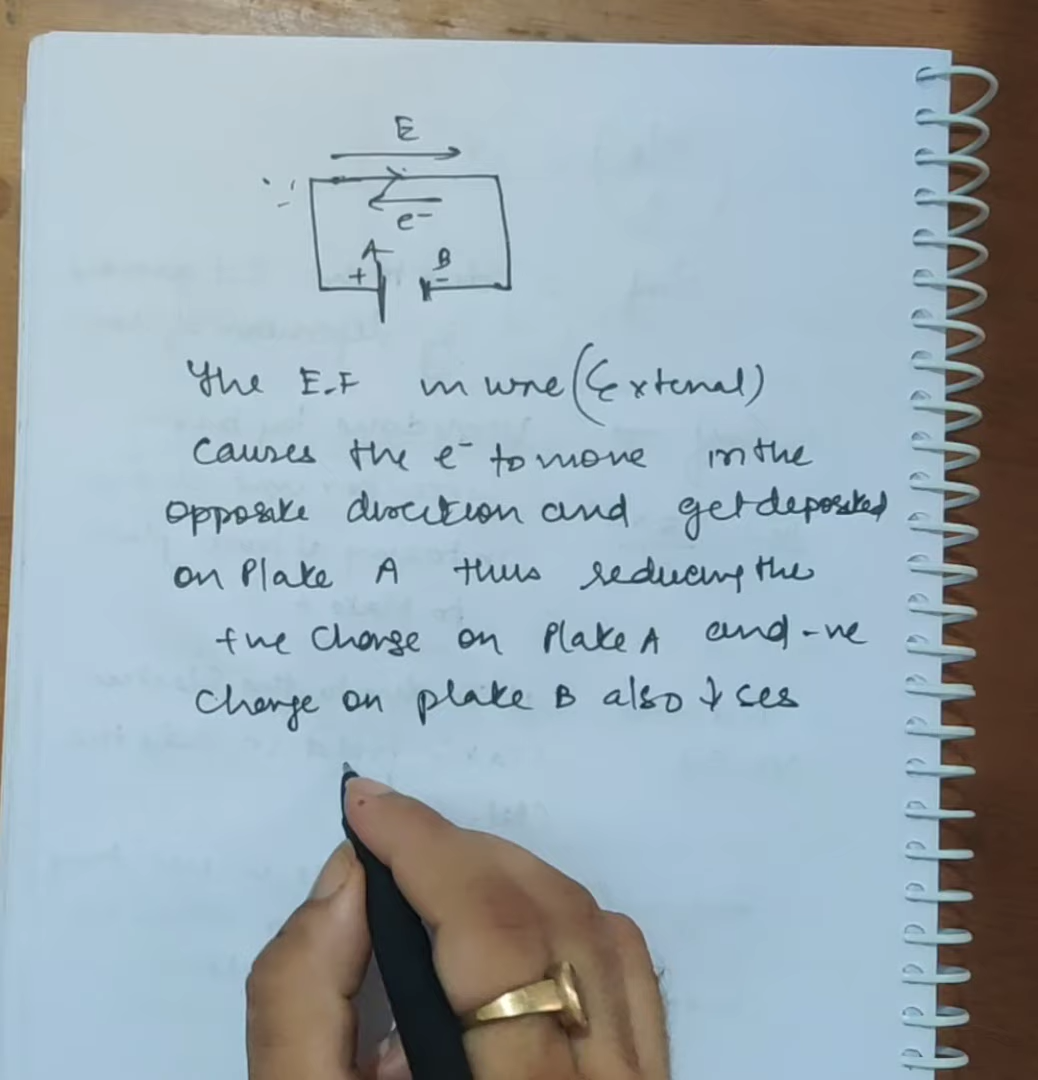 E
e-
A
B
+
-
The E.F in wire (External)
causes the e- to move in the
opposite direction and get deposited
on Plate A thus reducing the
+ve Charge on Plate A and -ve
Charge on plate B also ↓ses